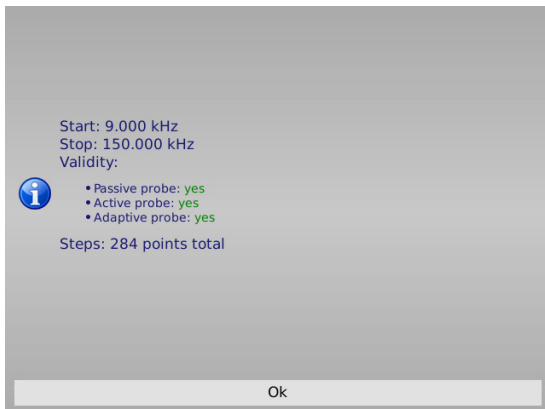 Start: 9.000 kHz
Stop: 150.000 kHz
Validity:
• Passive probe: yes
• Active probe: yes
• Adaptive probe: yes
Steps: 284 points total
Ok